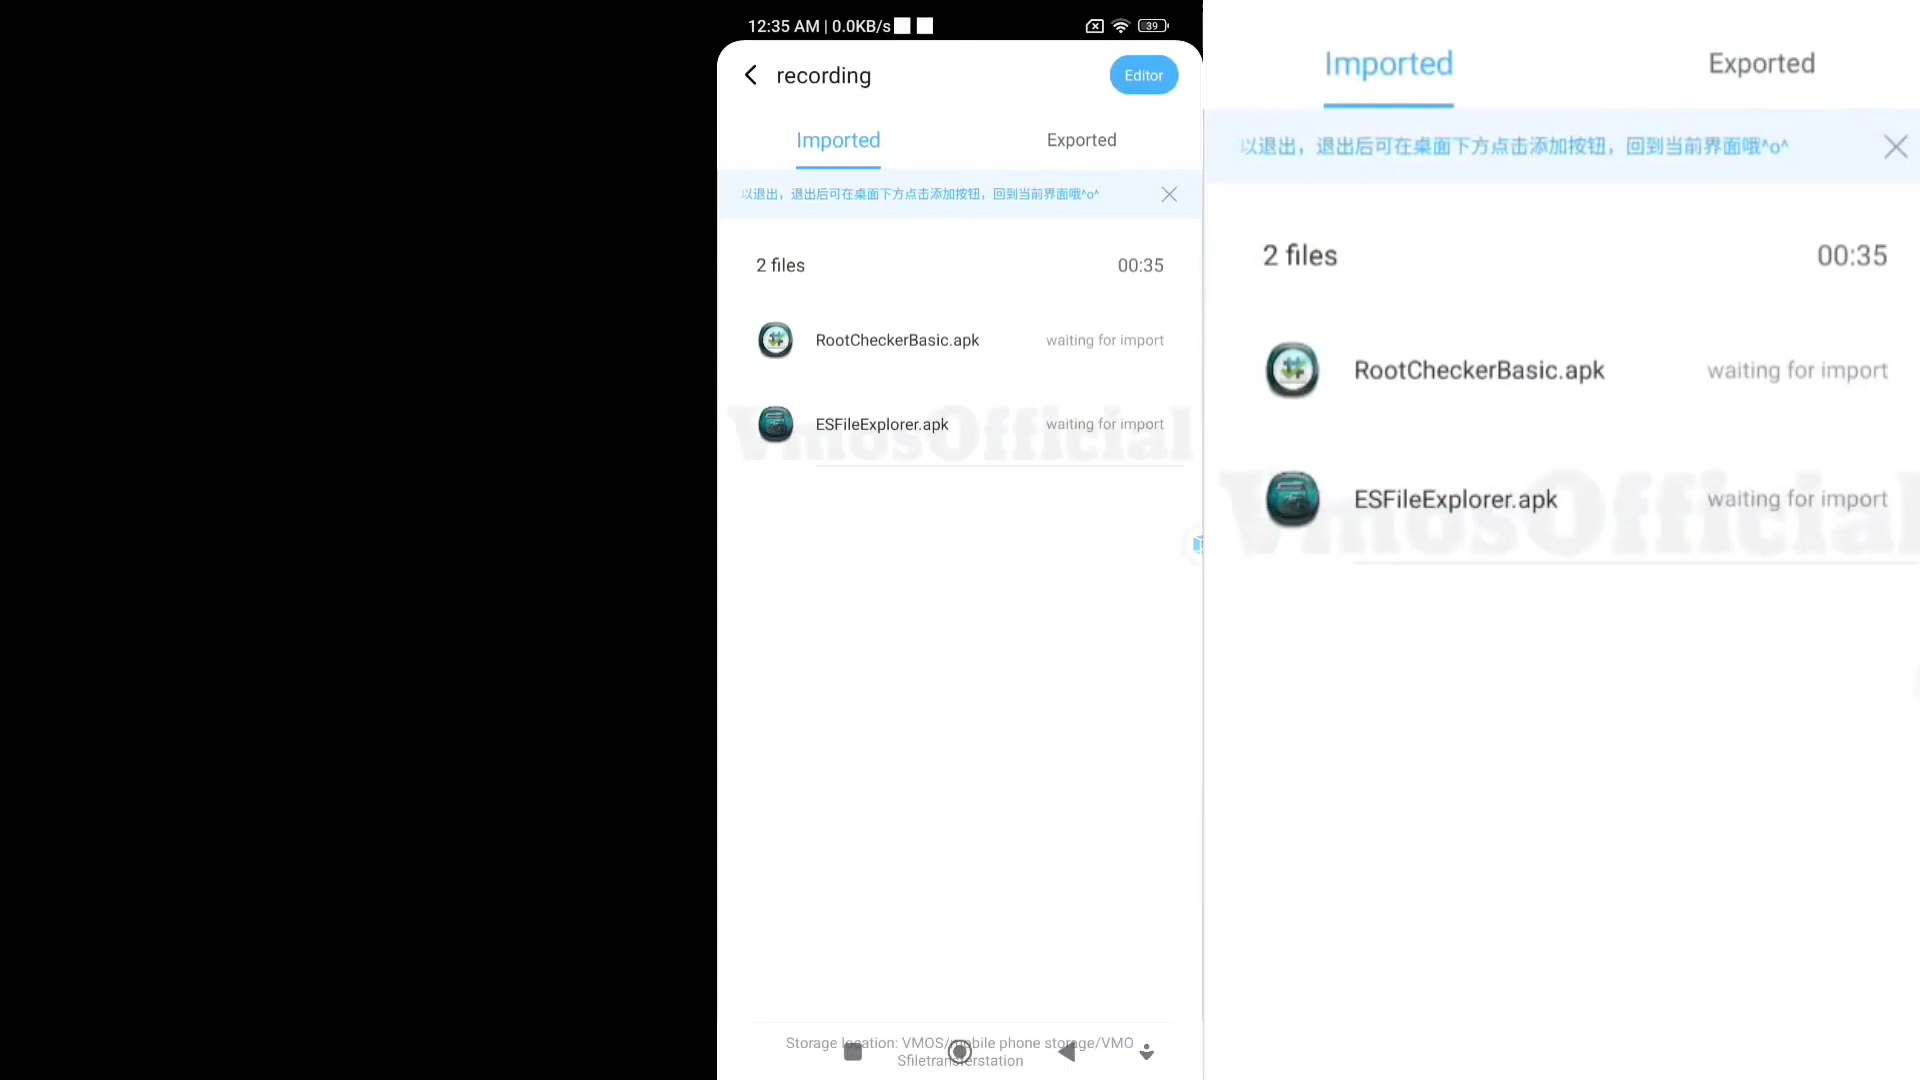 12:35 AM | 0.0KB/s
39
recording
Editor
Imported
Exported
以退出，退出后可在桌面下方点击添加按钮，回到当前界面哦^o^
2 files
00:35
RootCheckerBasic.apk
waiting for import
ESFileExplorer.apk
waiting for import
VmosOfficial
Storage location: VMOS/mobile phone storage/VMO
Sfiletransferstation
Imported
Exported
以退出，退出后可在桌面下方点击添加按钮，回到当前界面哦^o^
2 files
00:35
RootCheckerBasic.apk
waiting for import
ESFileExplorer.apk
waiting for import
VmosOfficial